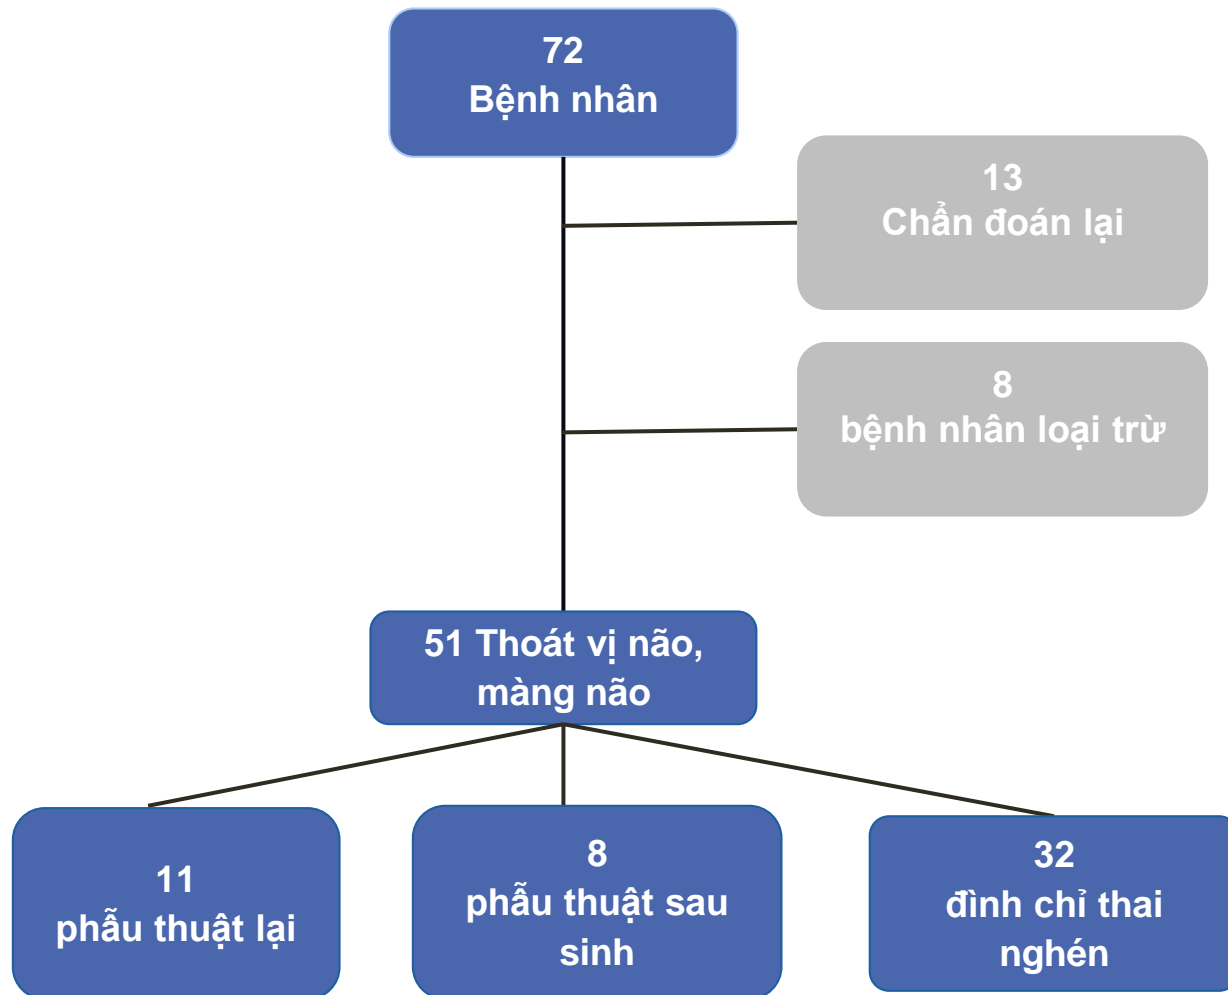 72
Bệnh nhân
13
Chẩn đoán lại
8
bệnh nhân loại trừ
51 Thoát vị não,
màng não
11
phẫu thuật lại
8
phẫu thuật sau
sinh
32
đình chỉ thai
nghén